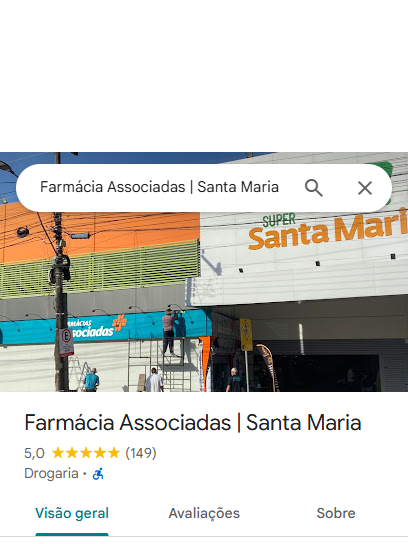 Farmácia Associadas | Santa Maria
SUPER
Santa Mari
FARMÁCIAS
ssociadas
E
Farmácia Associadas | Santa Maria
5,0 ★★★★★ (149)
Drogaria ·
Visão geral
Avaliações
Sobre